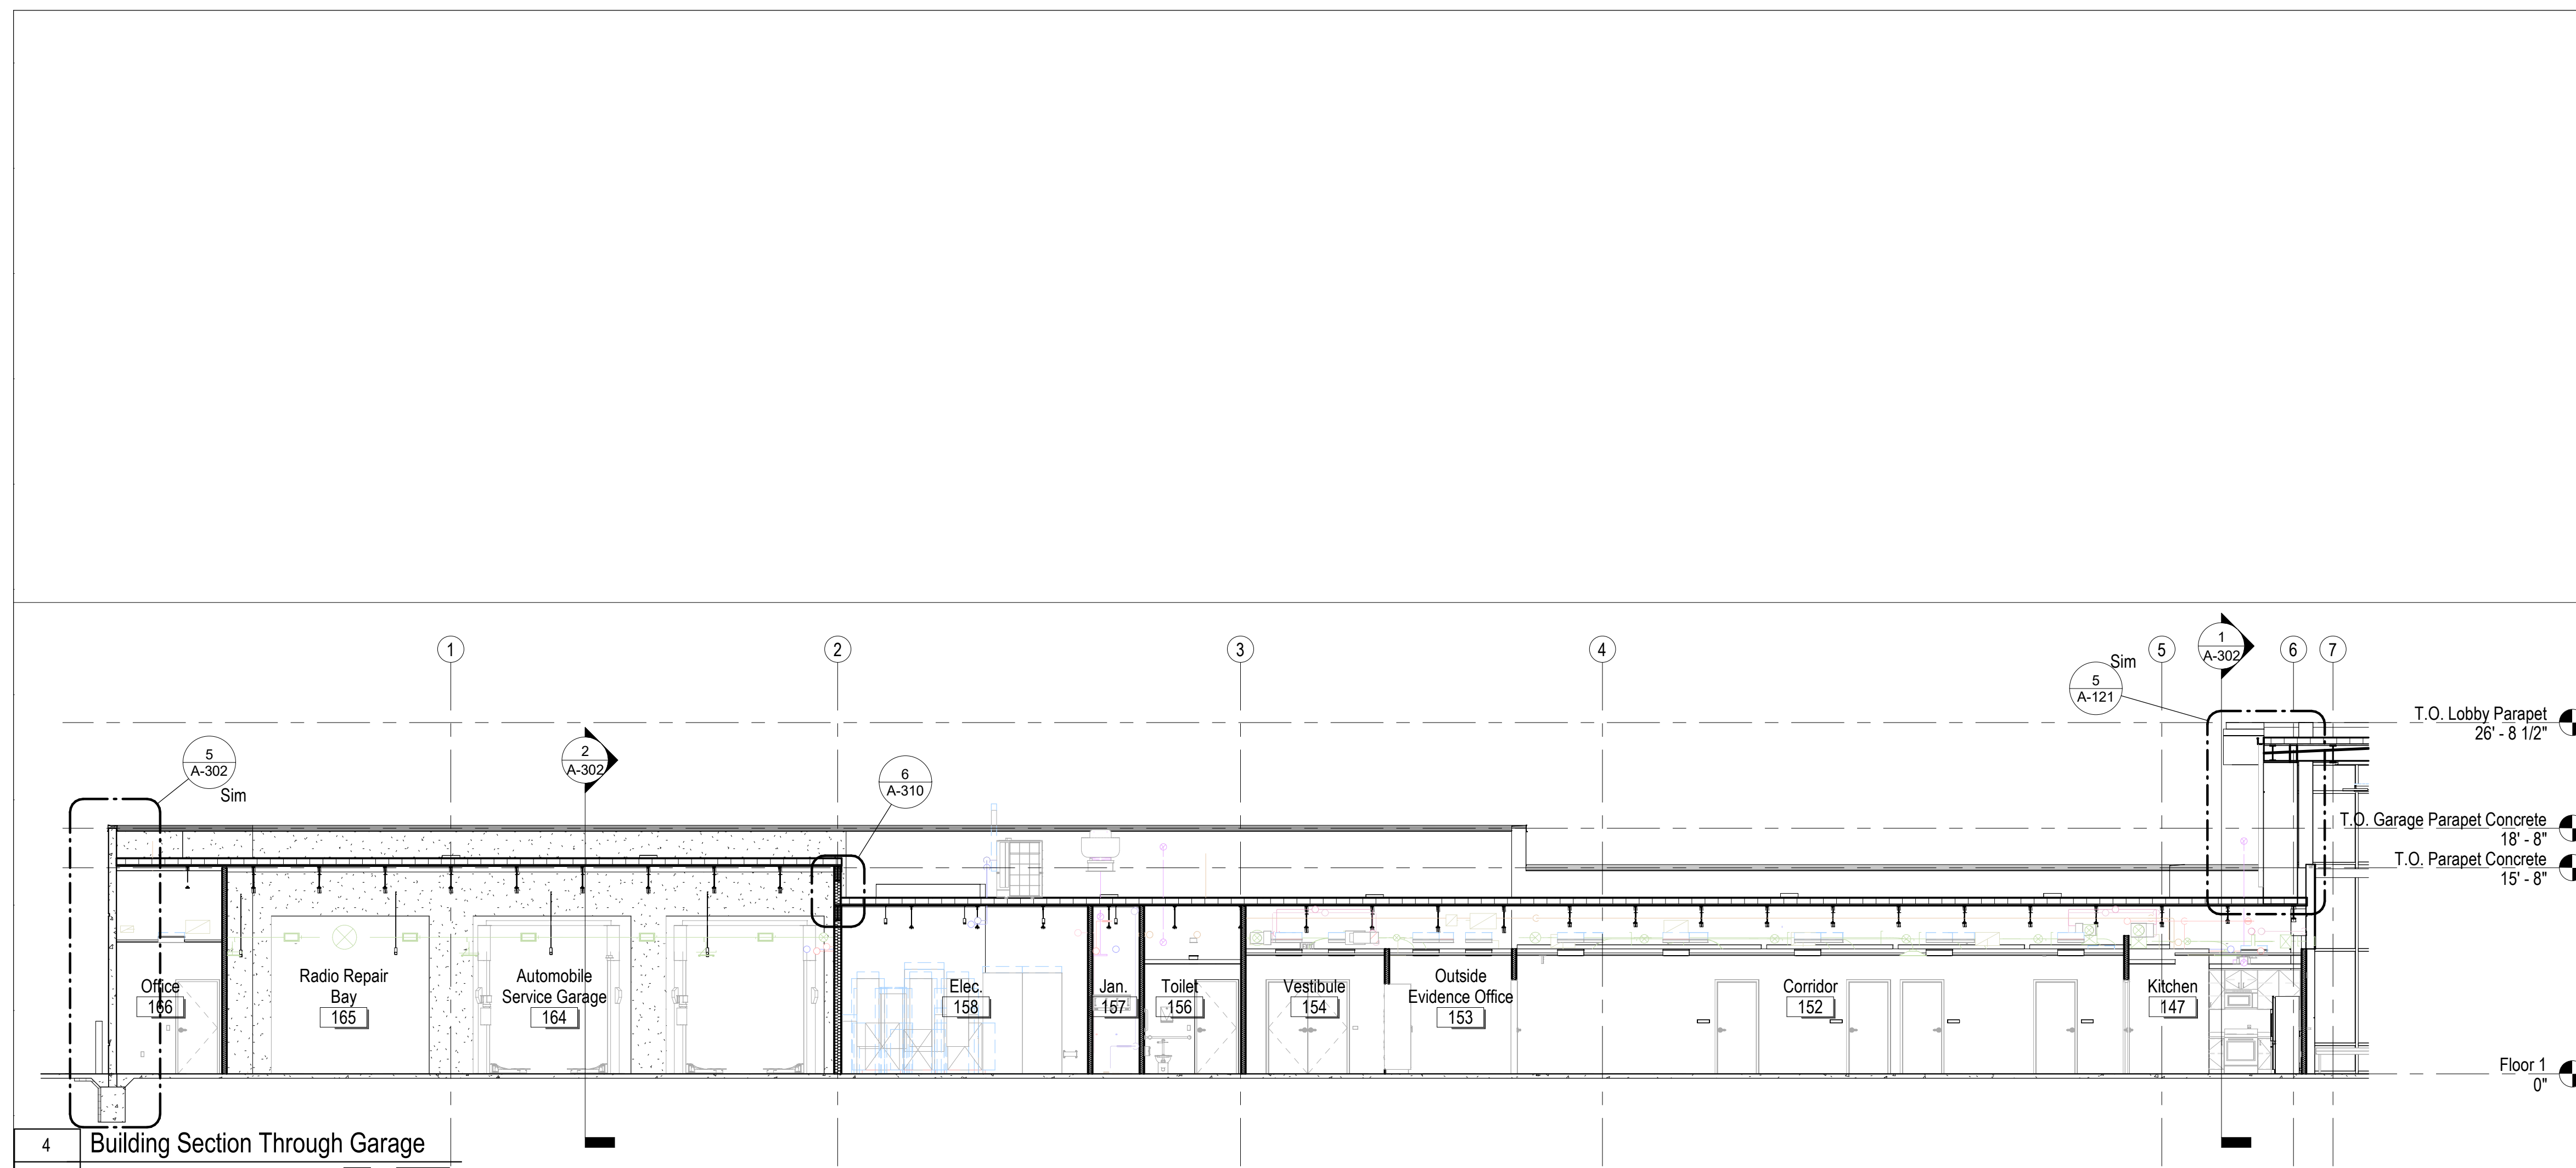 1
2
3
4
5
1
A-302
6
7
Sim
5
A-121
T.O. Lobby Parapet
26' - 8 1/2"
5
A-302
Sim
2
A-302
6
A-310
T.O. Garage Parapet Concrete
18' - 8"
T.O. Parapet Concrete
15' - 8"
Office
166
Radio Repair
Bay
165
Automobile
Service Garage
164
Elec.
158
Jan.
157
Toilet
156
Vestibule
154
Outside
Evidence Office
153
Corridor
152
Kitchen
147
Floor 1
0"
4
Building Section Through Garage